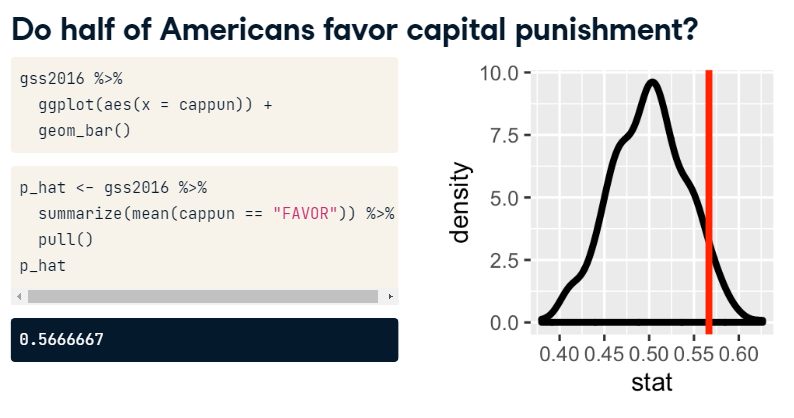 Do half of Americans favor capital punishment?
gss2016 %>%
  ggplot(aes(x = cappun)) +
  geom_bar()
p_hat <- gss2016 %>%
  summarize(mean(cappun == "FAVOR")) %>%
  pull()
p_hat
0.5666667
10.0
7.5
5.0
2.5
0.0
density
0.40 0.45 0.50 0.55 0.60
stat